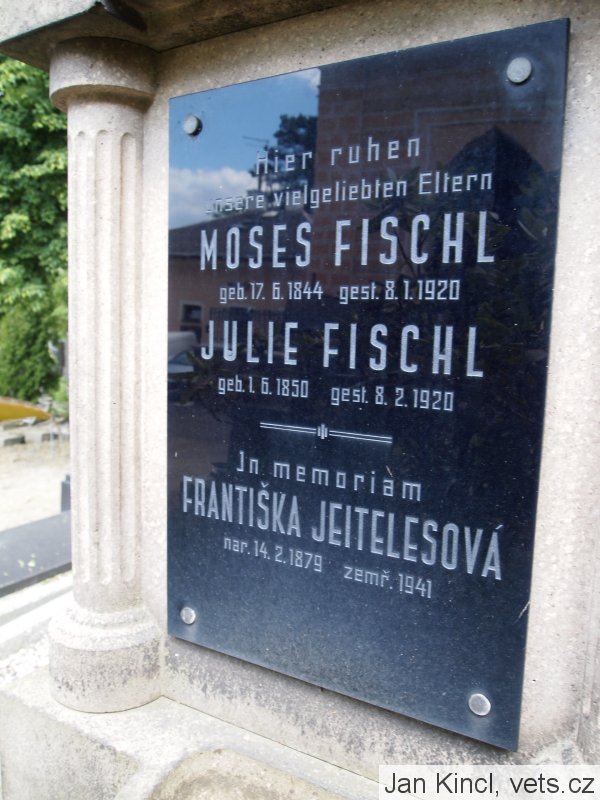 Hier ruhen
unsere vielgeliebten Eltern
MOSES FISCHL
geb. 17. 6. 1844 gest. 8. 1. 1920
JULIE FISCHL
geb. 1. 6. 1850 gest. 8. 2. 1920
In memoriam
FRANTIŠKA JEITELESOVÁ
nar. 14. 2. 1879 zemř. 1941
Jan Kincl, vets.cz